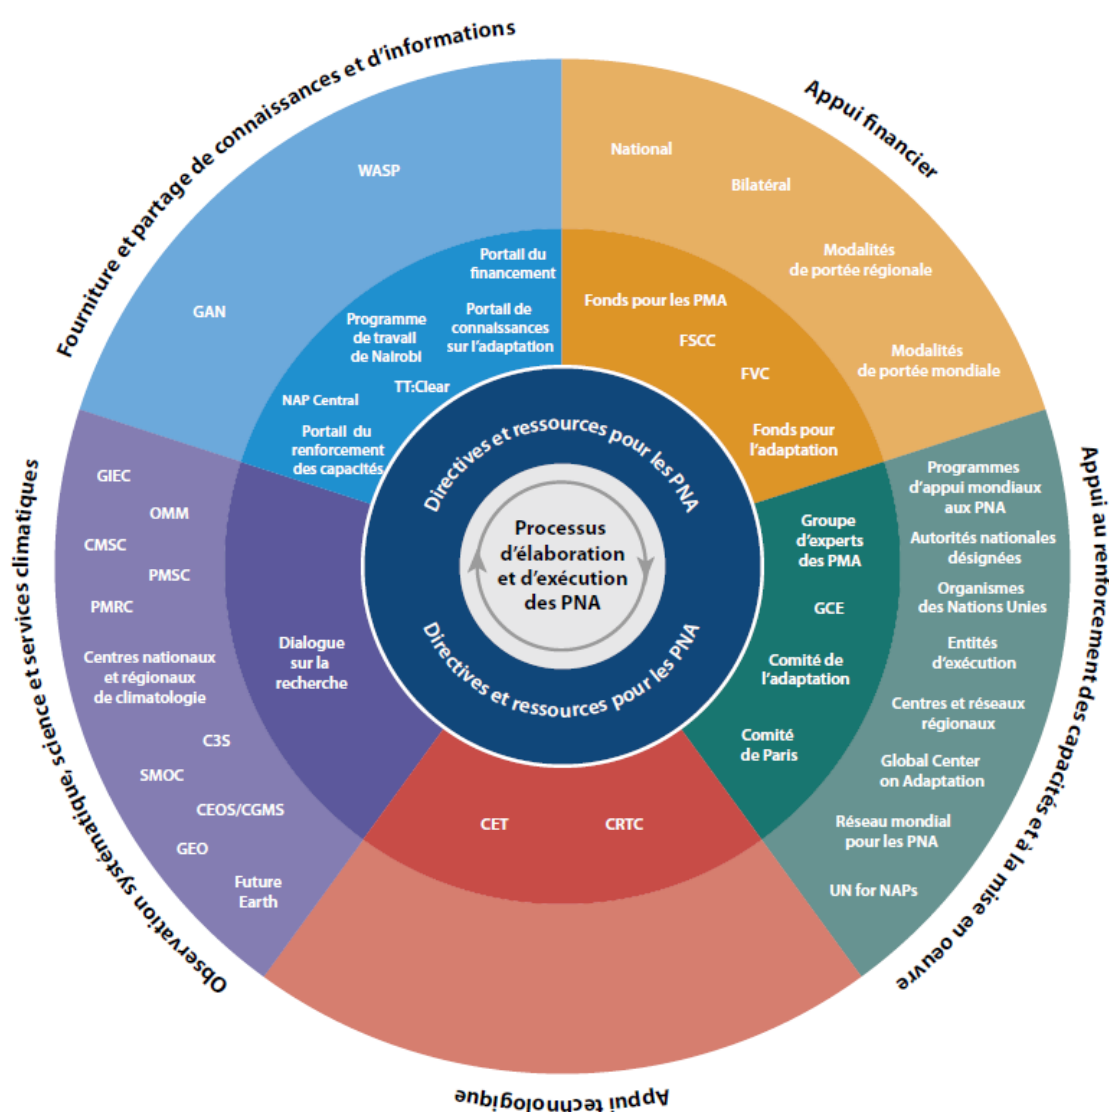 Fourniture et partage de connaissances et d’informations
WASP
GAN
Portail du
financement
Portail de
connaissances
sur l’adaptation
Programme
de travail
de Nairobi
TT:Clear
NAP Central
Portail du
renforcement
des capacités
Appui financier
National
Bilatéral
Modalités
de portée régionale
Modalités
de portée mondiale
Fonds pour les PMA
FSCC
FVC
Fonds pour
l’adaptation
Appui au renforcement des capacités et à la mise en oeuvre
Programmes
d’appui mondiaux
aux PNA
Autorités nationales
désignées
Organismes
des Nations Unies
Entités
d’exécution
Centres et réseaux
régionaux
Global Center
on Adaptation
Réseau mondial
pour les PNA
UN for NAPs
Groupe
d’experts
des PMA
GCE
Comité de
l’adaptation
Comité
de Paris
Appui technologique
CET
CRTC
Observation systématique, science et services climatiques
GIEC
OMM
CMSC
PMSC
PMRC
Centres nationaux
et régionaux
de climatologie
C3S
SMOC
CEOS/CGMS
GEO
Future
Earth
Dialogue
sur la
recherche
Directives et ressources pour les PNA
Processus
d’élaboration
et d’exécution
des PNA
Directives et ressources pour les PNA